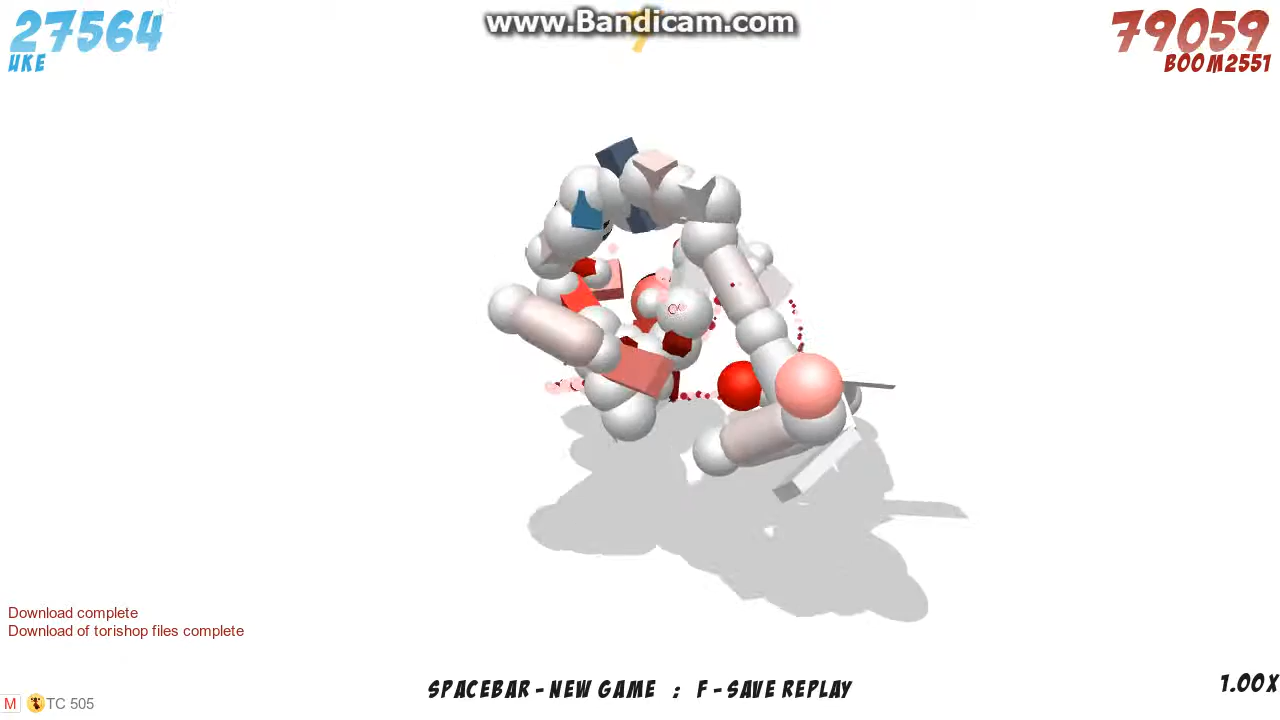 27564
UKE
www.Bandicam.com
7
79059
BOOM2551
Download complete
Download of torishop files complete
M TC 505
SPACEBAR - NEW GAME : F - SAVE REPLAY
1.00X